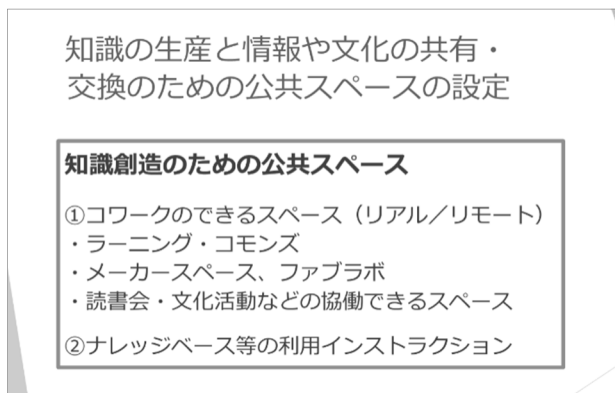 知識の生産と情報や文化の共有・
交換のための公共スペースの設定
知識創造のための公共スペース
①コワークのできるスペース（リアル／リモート）
・ラーニング・コモンズ
・メーカースペース、ファブラボ
・読書会・文化活動などの協働できるスペース
②ナレッジベース等の利用インストラクション